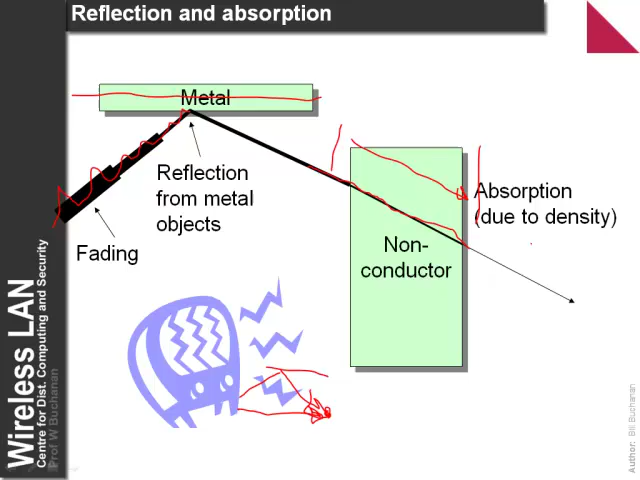 Reflection and absorption
Metal
Reflection
from metal
objects
Fading
Absorption
(due to density)
Non-
conductor
Wireless LAN
Centre for Dist. Computing and Security
Prof W Buchanan
Author: Bill Buchanan